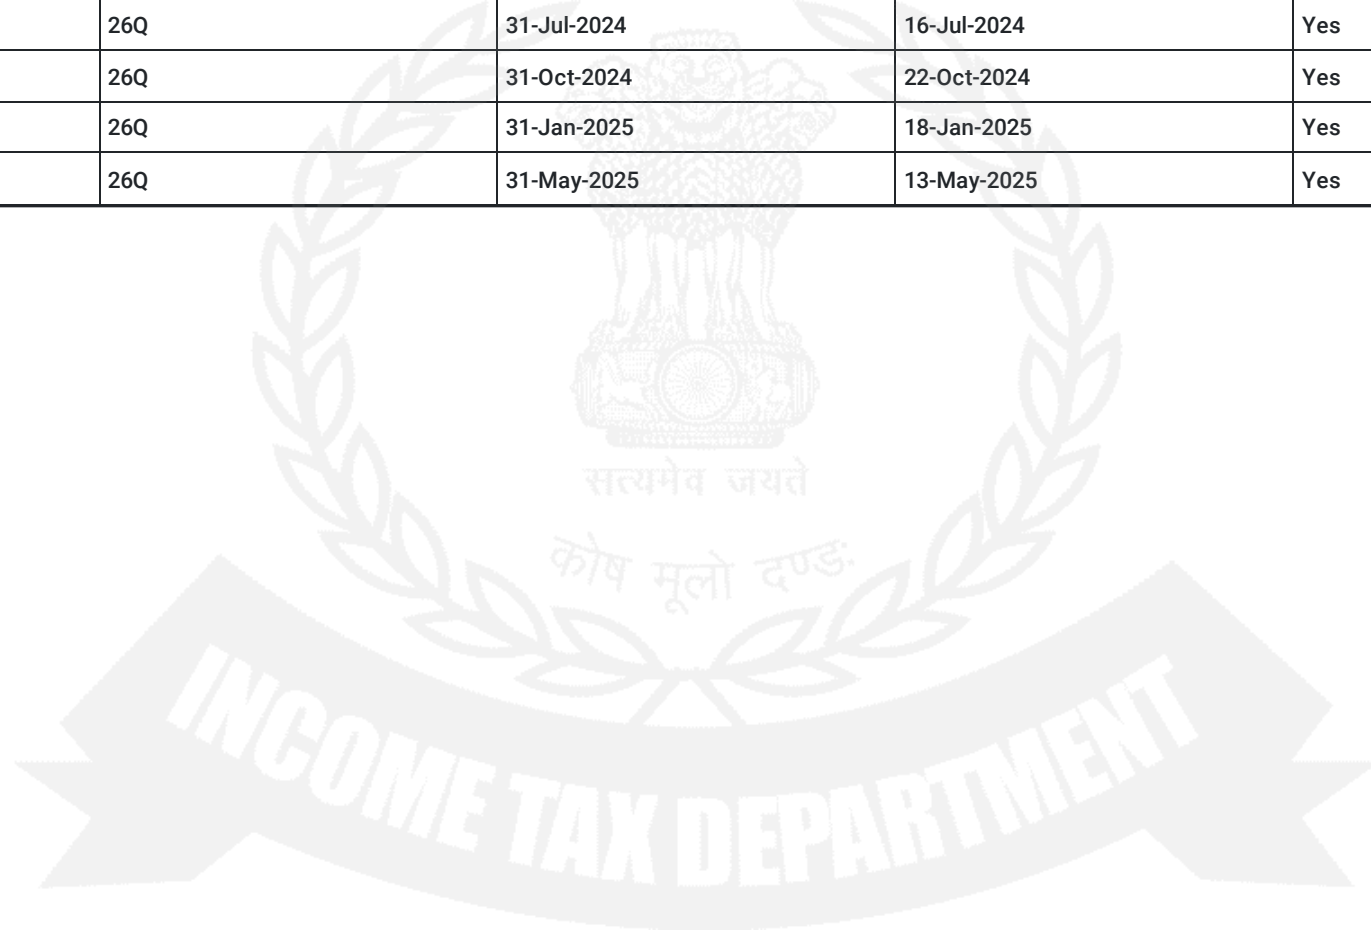 26Q 31-Jul-2024 16-Jul-2024 Yes
26Q 31-Oct-2024 22-Oct-2024 Yes
26Q 31-Jan-2025 18-Jan-2025 Yes
26Q 31-May-2025 13-May-2025 Yes
सत्यमेव जयते
कोष मूलो दण्डः
INCOME TAX DEPARTMENT